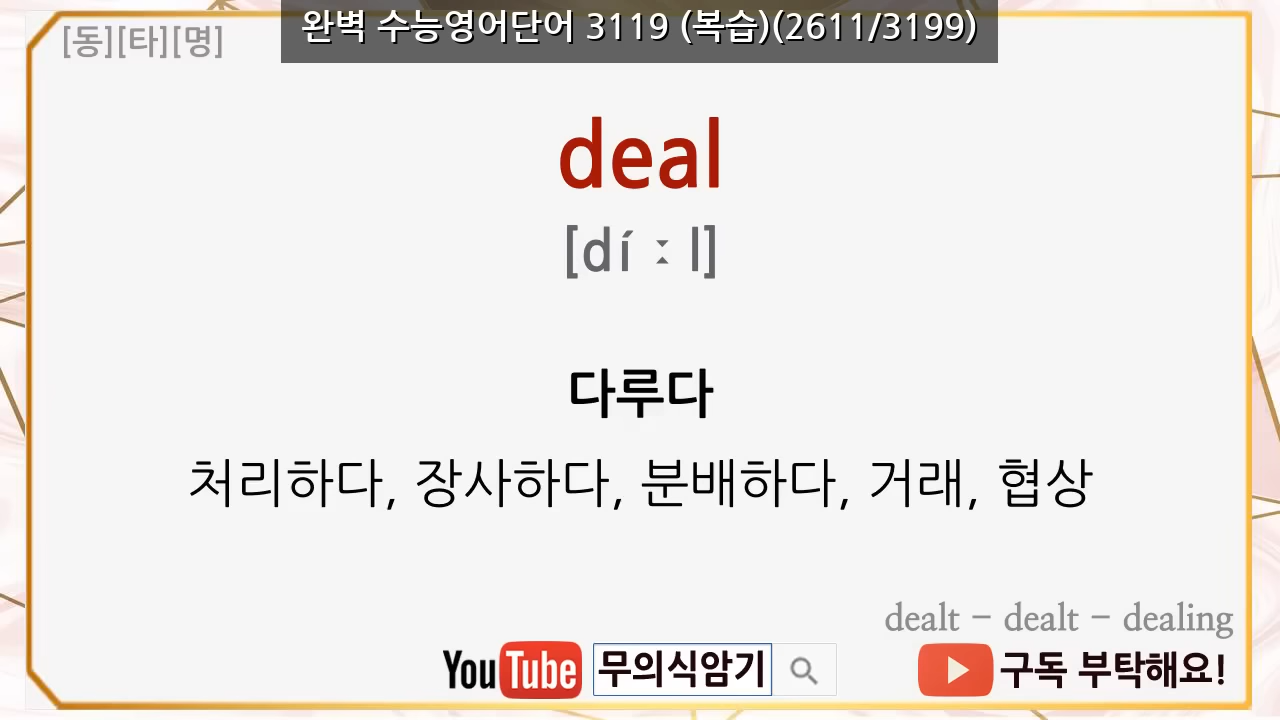 완벽 수능영어단어 3119 (복습)(2611/3199)
[동][타][명]
deal
[dí ː l]
다루다
처리하다, 장사하다, 분배하다, 거래, 협상
dealt - dealt - dealing
YouTube 무의식암기
구독 부탁해요!